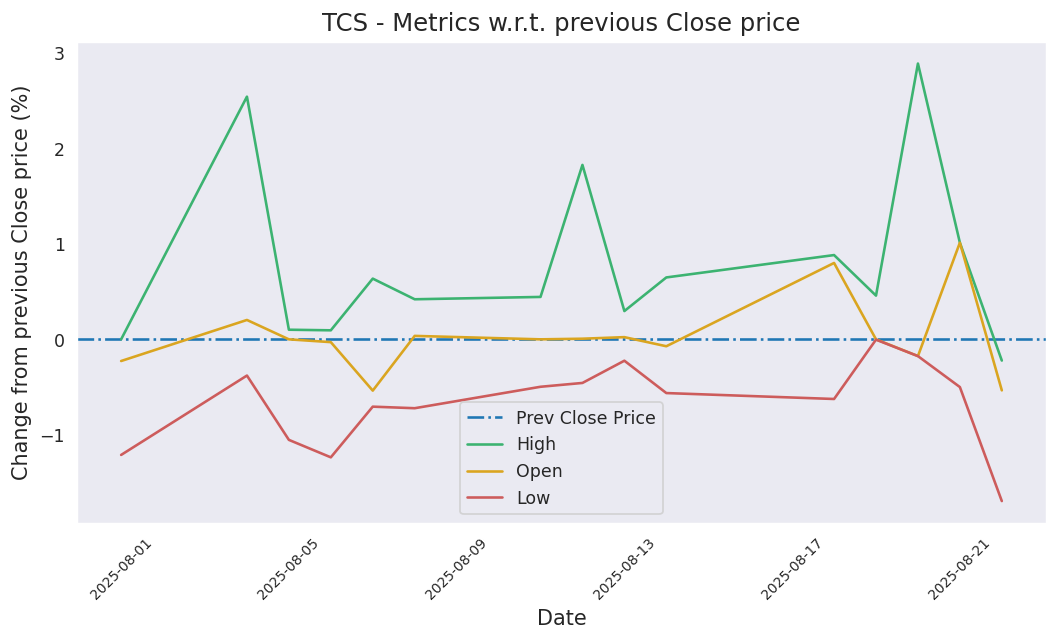 TCS - Metrics w.r.t. previous Close price
Change from previous Close price (%)
3
2
1
0
−1
Prev Close Price
High
Open
Low
2025-08-01
2025-08-05
2025-08-09
2025-08-13
2025-08-17
2025-08-21
Date